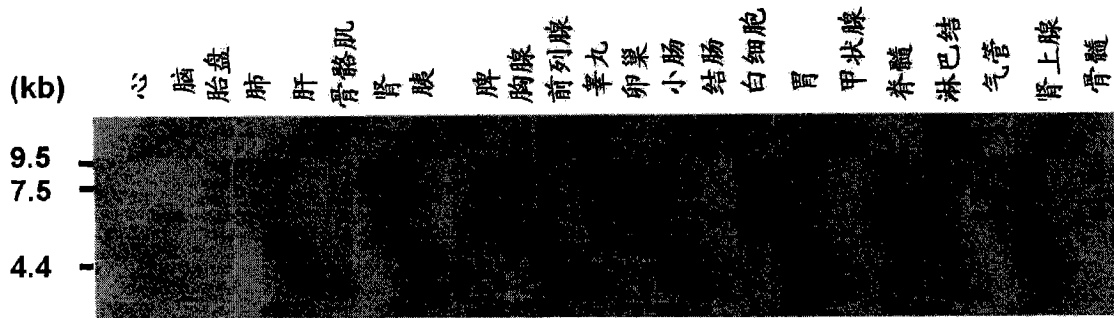 (kb)
心 脑 胎盘 肺 肝 骨骼肌 肾 胰 脾 胸腺 前列腺 睾丸 卵巢 小肠 结肠 白细胞 胃 甲状腺 脊髓 淋巴结 气管 肾上腺 骨髓
9.5
7.5
4.4